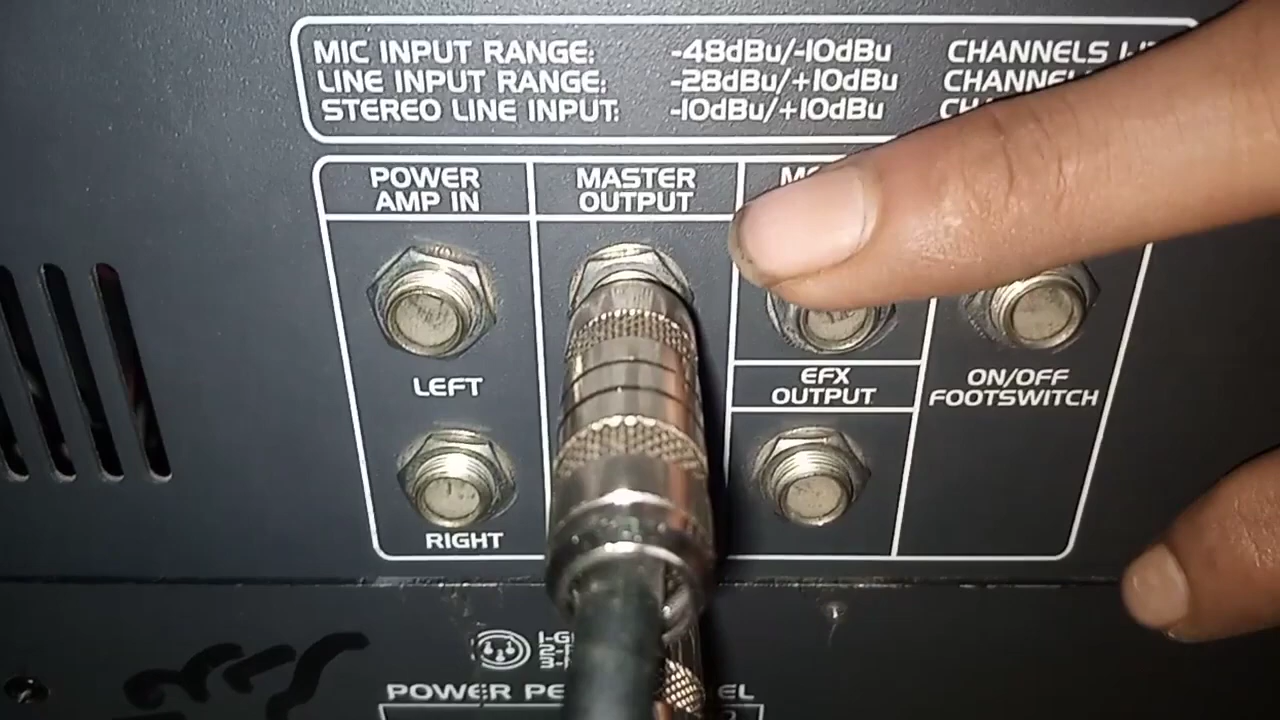 MIC INPUT RANGE: -48dBu/-10dBu CHANNELS
LINE INPUT RANGE: -28dBu/+10dBu
STEREO LINE INPUT: -10dBu/+10dBu
POWER AMP IN
MASTER OUTPUT
LEFT
RIGHT
EFX OUTPUT
ON/OFF FOOTSWITCH
POWER